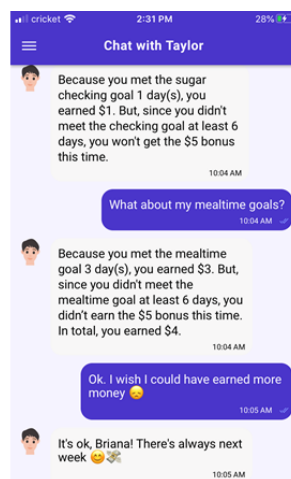 cricket 2:31 PM 28%
Chat with Taylor
Because you met the sugar
checking goal 1 day(s), you
earned $1. But, since you didn't
meet the checking goal at least 6
days, you won't get the $5 bonus
this time.
10:04 AM
What about my mealtime goals?
10:04 AM
Because you met the mealtime
goal 3 day(s), you earned $3. But,
since you didn't meet the
mealtime goal at least 6 days, you
didn't earn the $5 bonus this time.
In total, you earned $4.
10:04 AM
Ok. I wish I could have earned more
money 😞
10:05 AM
It's ok, Briana! There's always next
week 😊💸
10:05 AM